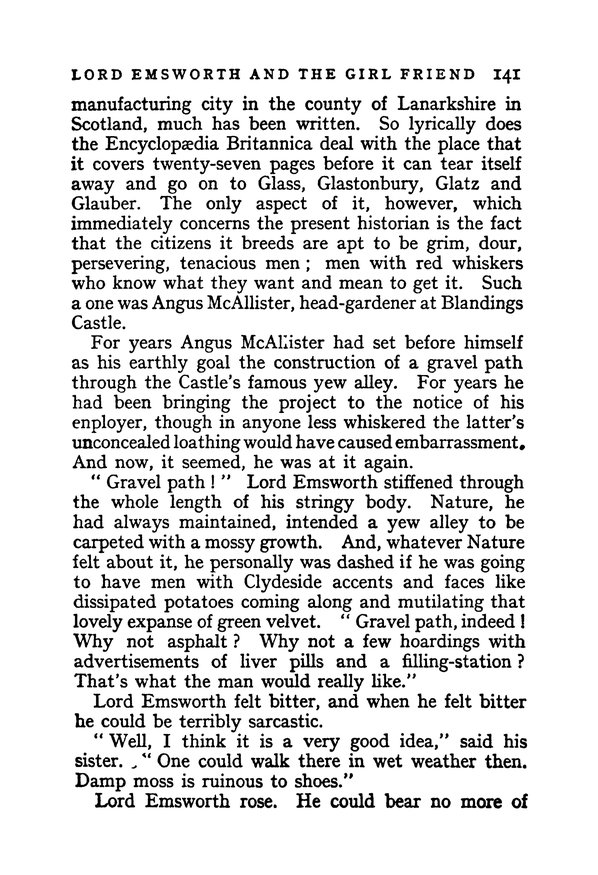 LORD EMSWORTH AND THE GIRL FRIEND 141
manufacturing city in the county of Lanarkshire in
Scotland, much has been written. So lyrically does
the Encyclopædia Britannica deal with the place that
it covers twenty-seven pages before it can tear itself
away and go on to Glass, Glastonbury, Glatz and
Glauber. The only aspect of it, however, which
immediately concerns the present historian is the fact
that the citizens it breeds are apt to be grim, dour,
persevering, tenacious men ; men with red whiskers
who know what they want and mean to get it. Such
a one was Angus McAllister, head-gardener at Blandings
Castle.
For years Angus McAllister had set before himself
as his earthly goal the construction of a gravel path
through the Castle's famous yew alley. For years he
had been bringing the project to the notice of his
enployer, though in anyone less whiskered the latter's
unconcealed loathing would have caused embarrassment.
And now, it seemed, he was at it again.
" Gravel path ! " Lord Emsworth stiffened through
the whole length of his stringy body. Nature, he
had always maintained, intended a yew alley to be
carpeted with a mossy growth. And, whatever Nature
felt about it, he personally was dashed if he was going
to have men with Clydeside accents and faces like
dissipated potatoes coming along and mutilating that
lovely expanse of green velvet. " Gravel path, indeed !
Why not asphalt ? Why not a few hoardings with
advertisements of liver pills and a filling-station ?
That's what the man would really like."
Lord Emsworth felt bitter, and when he felt bitter
he could be terribly sarcastic.
" Well, I think it is a very good idea," said his
sister. " One could walk there in wet weather then.
Damp moss is ruinous to shoes."
Lord Emsworth rose. He could bear no more of